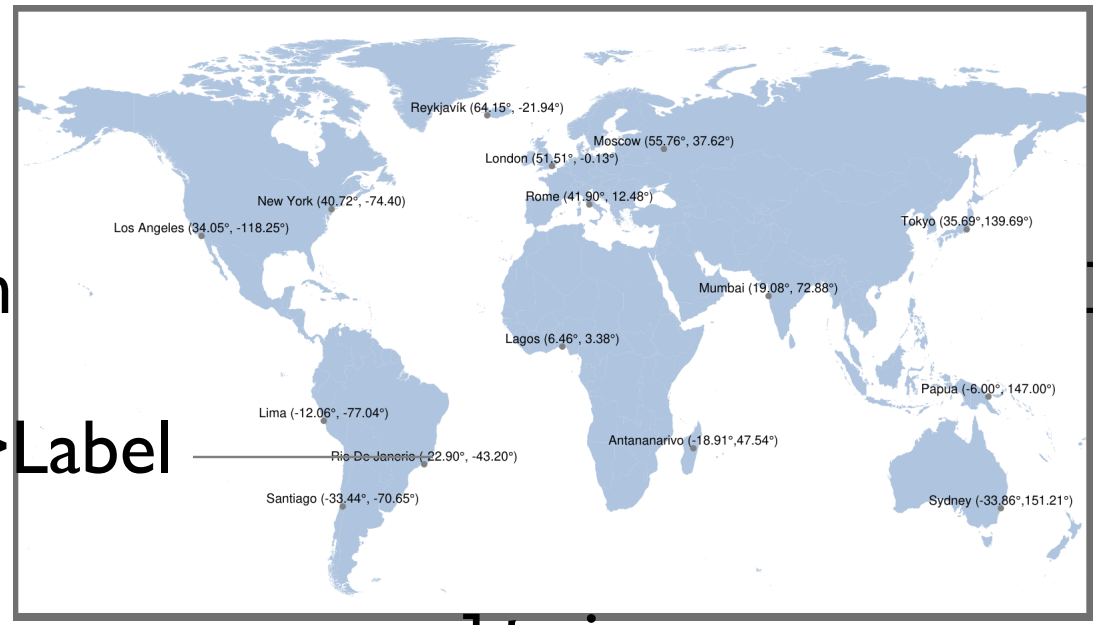 Reykjavík (64.15°, -21.94°)
Moscow (55.76°, 37.62°)
London (51.51°, -0.13°)
Rome (41.90°, 12.48°)
New York (40.72°, -74.40)
Los Angeles (34.05°, -118.25°)
Tokyo (35.69°,139.69°)
Mumbai (19.08°, 72.88°)
Lagos (6.46°, 3.38°)
Papua (-6.00°, 147.00°)
Lima (-12.06°, -77.04°)
Antananarivo (-18.91°,47.54°)
Label
Rio De Janerio (-22.90°, -43.20°)
Santiago (-33.44°, -70.65°)
Sydney (-33.86°,151.21°)